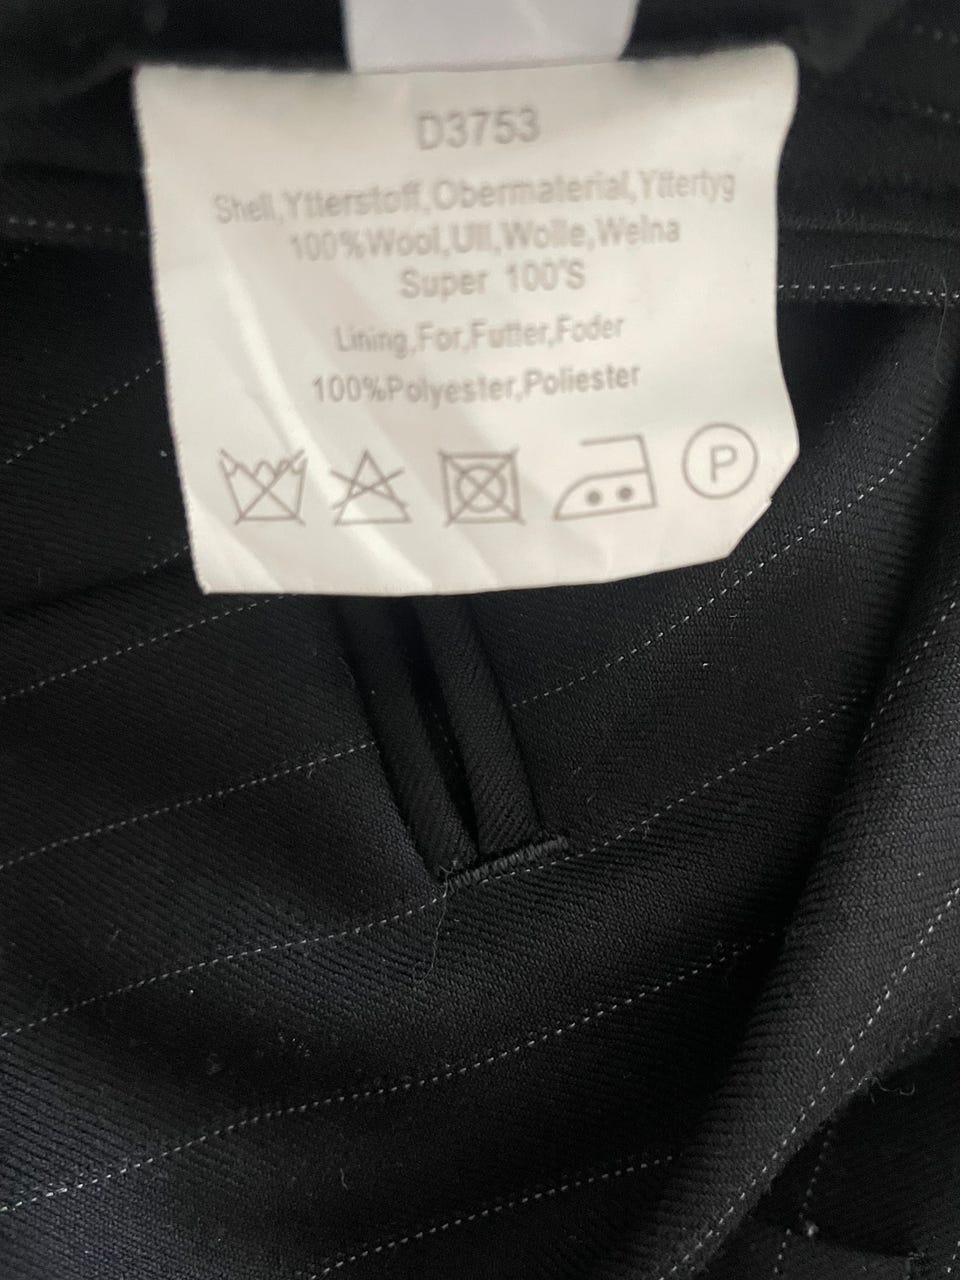 D3753
Shell,Ytterstoff,Obermaterial,Yttertyg
100%Wool,Ull,Wolle,Welna
Super 100'S
Lining,For,Futter,Foder
100%Polyester,Poliester
P